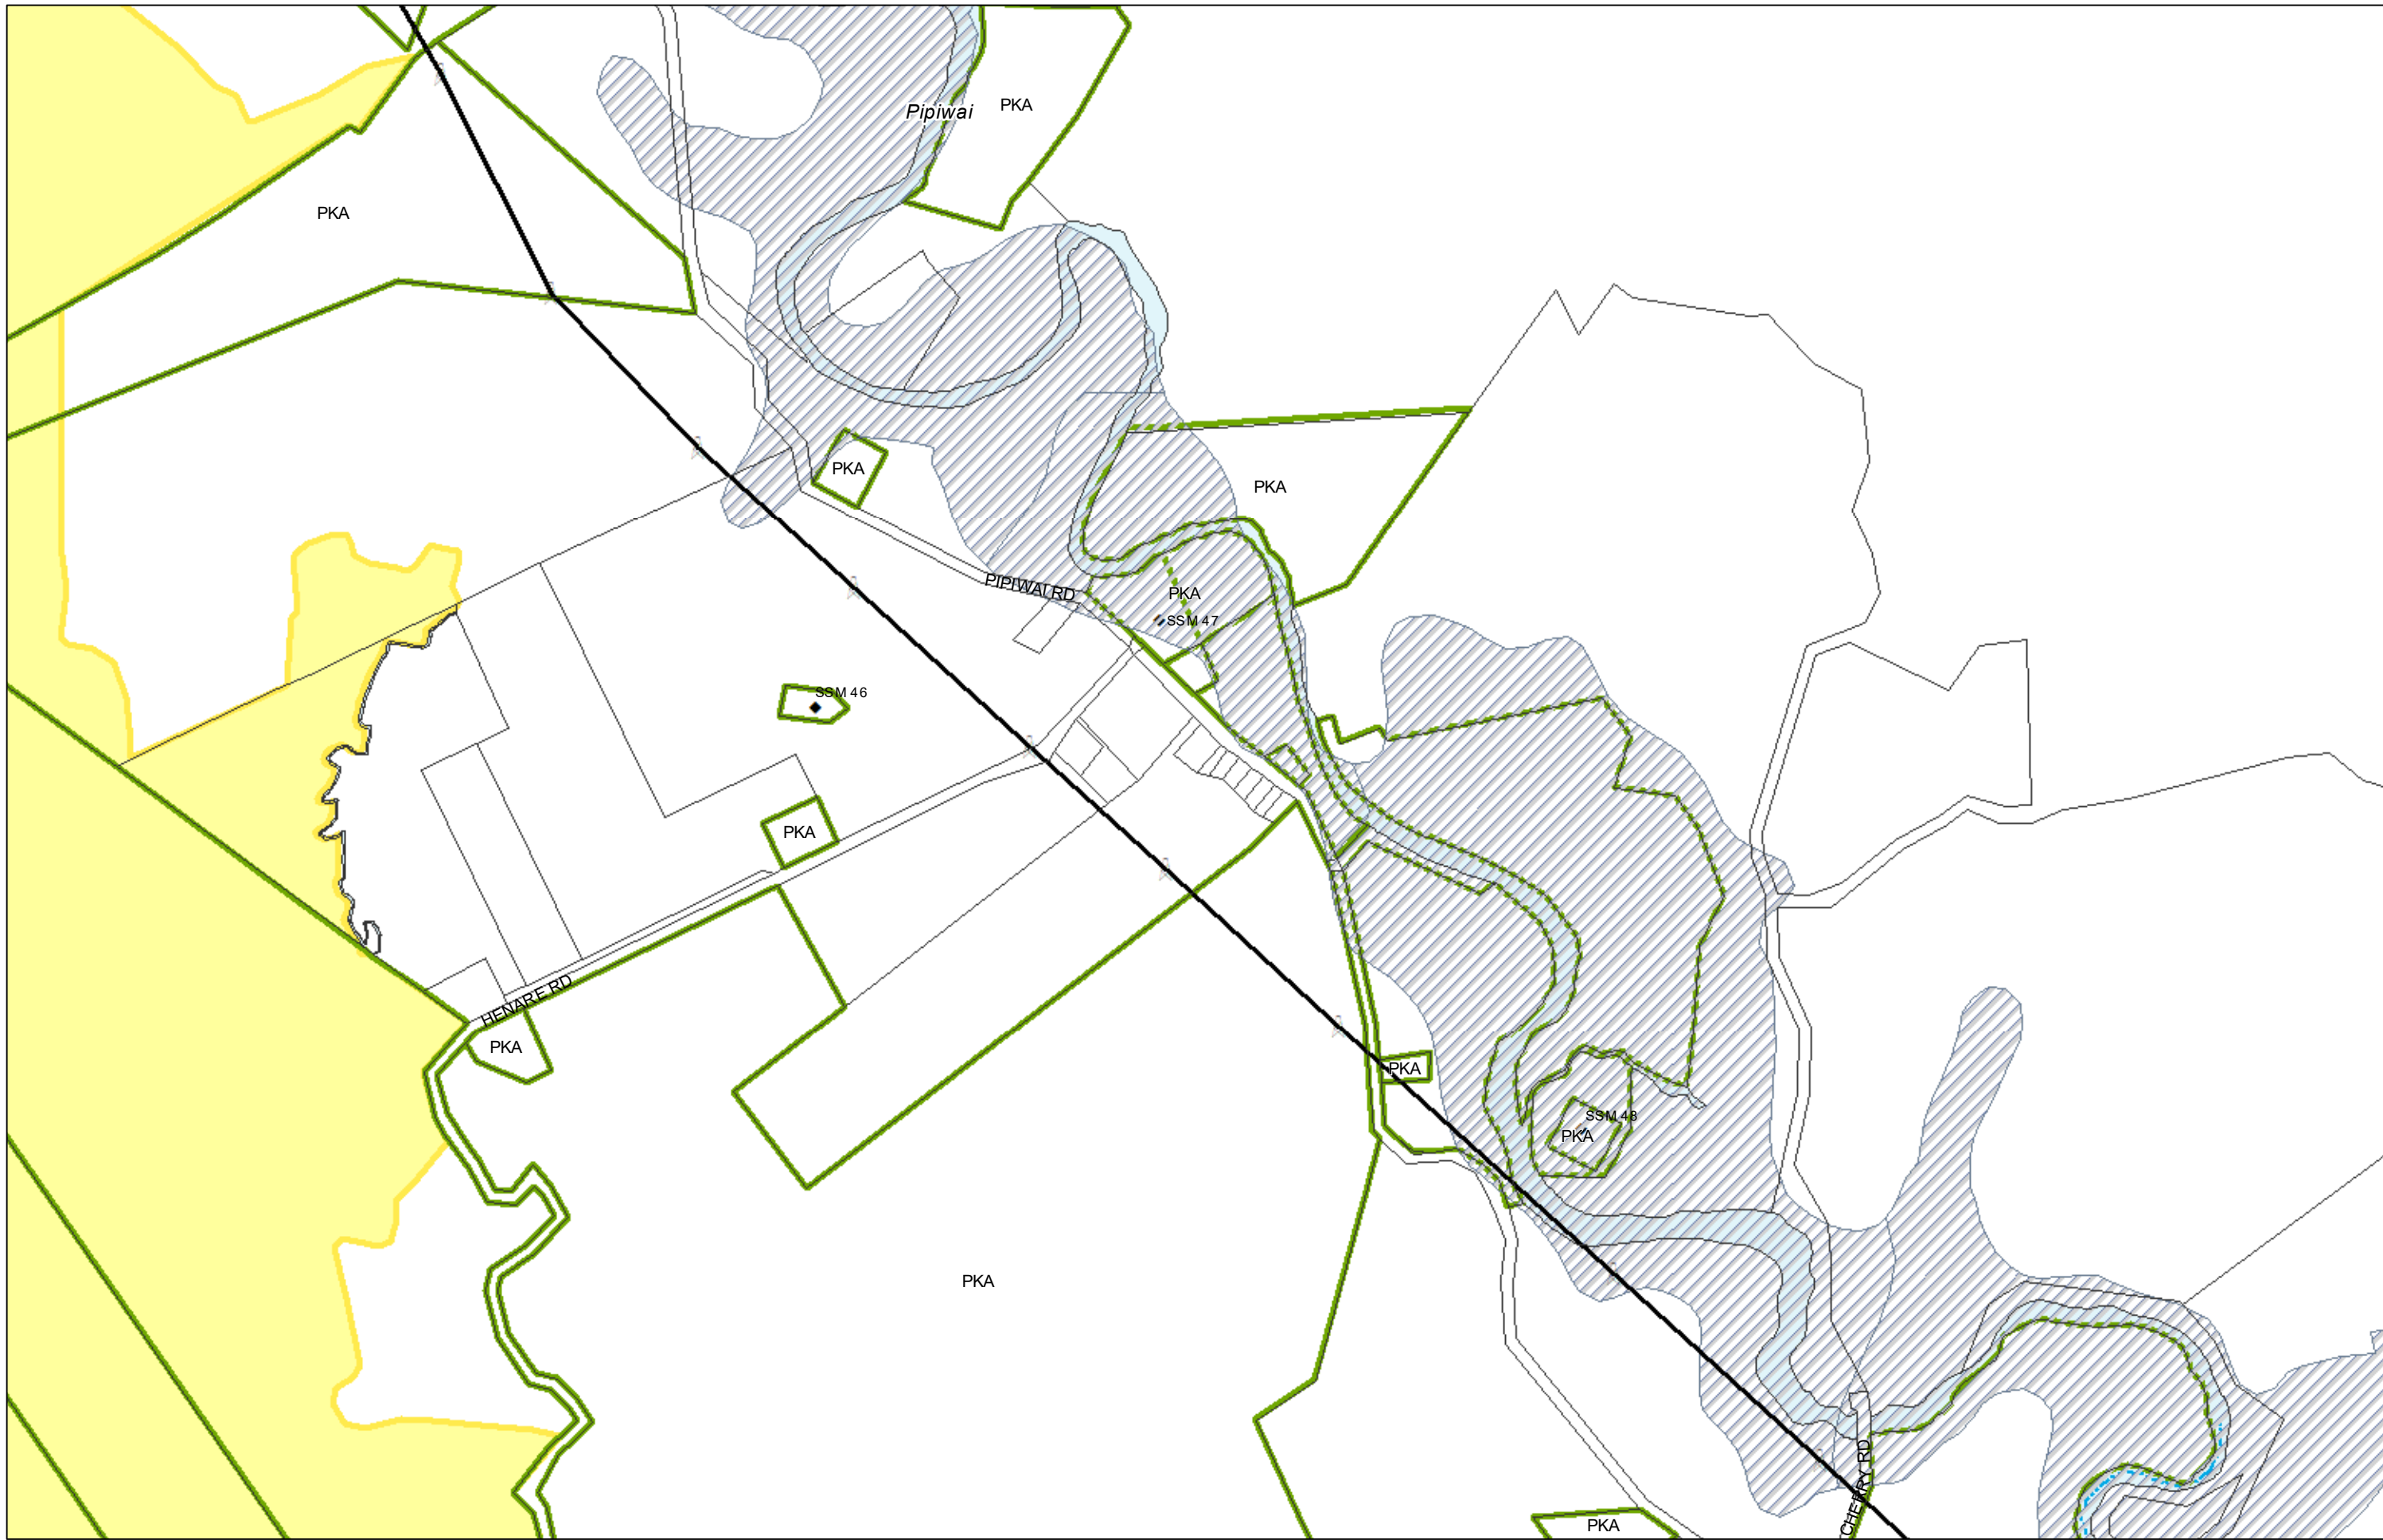 PKA
Pipiwai
PKA
PKA
PKA
PIPIWAI RD
PKA
SSM 47
SSM 46
PKA
HENARE RD
PKA
PKA
SSM 48
PKA
PKA
CHERRY RD
PKA